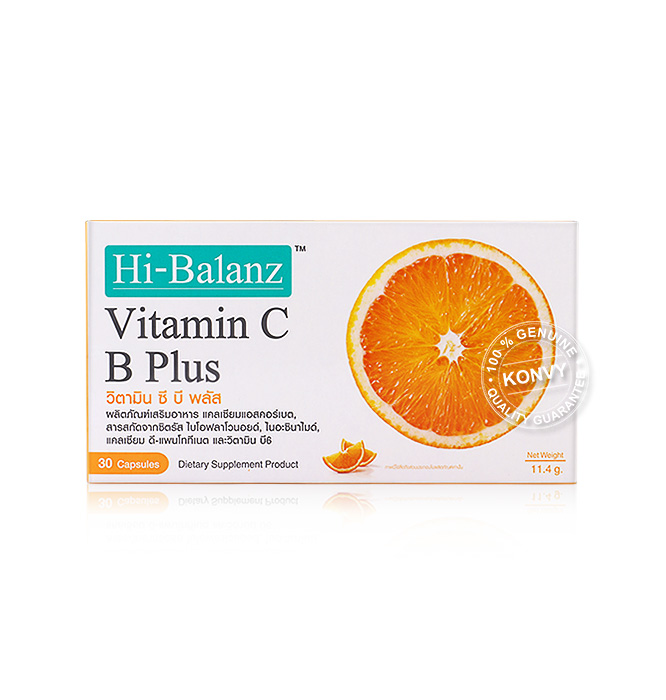 Hi-Balanz™
Vitamin C
B Plus
วิตามิน ซี บี พลัส
ผลิตภัณฑ์เสริมอาหาร แคลเซียมแอสคอร์เบต,
สารสกัดจากซิตรัส ไบโอฟลาโวนอยด์, ไนอะซินาไมด์,
แคลเซียม ดี-แพนโททีเนต และวิตามิน บี6
30 Capsules
Dietary Supplement Product
Net Weight
11.4 g.
100% GENUINE
KONVY
QUALITY GUARANTEE